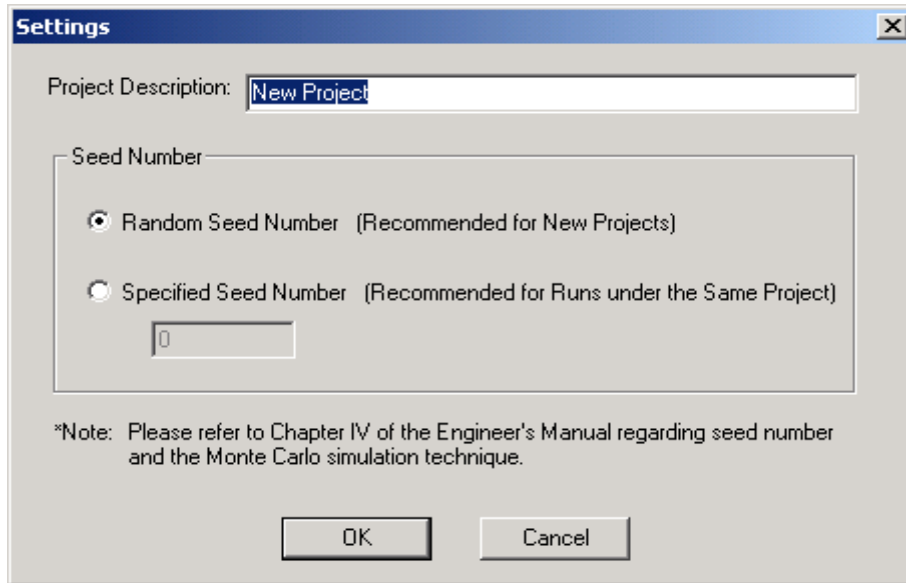 Settings
Project Description: New Project
Seed Number
Random Seed Number (Recommended for New Projects)
Specified Seed Number (Recommended for Runs under the Same Project)
0
*Note: Please refer to Chapter IV of the Engineer's Manual regarding seed number
and the Monte Carlo simulation technique.
OK Cancel